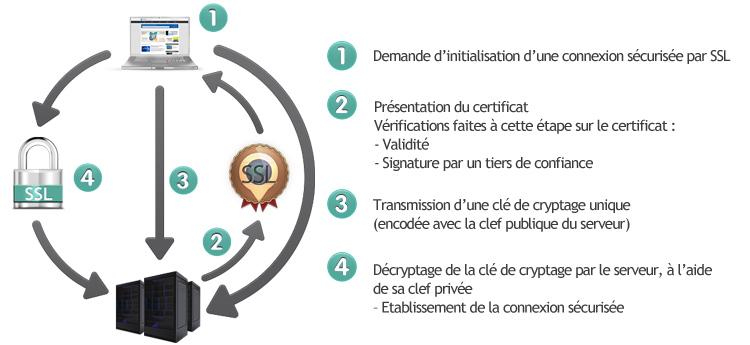 1
1
Demande d’initialisation d’une connexion sécurisée par SSL
2
Présentation du certificat
Vérifications faites à cette étape sur le certificat :
- Validité
- Signature par un tiers de confiance
SSL
SSL
4
3
2
3
Transmission d’une clé de cryptage unique
(encodée avec la clef publique du serveur)
4
Décryptage de la clé de cryptage par le serveur, à l’aide
de sa clef privée
– Etablissement de la connexion sécurisée